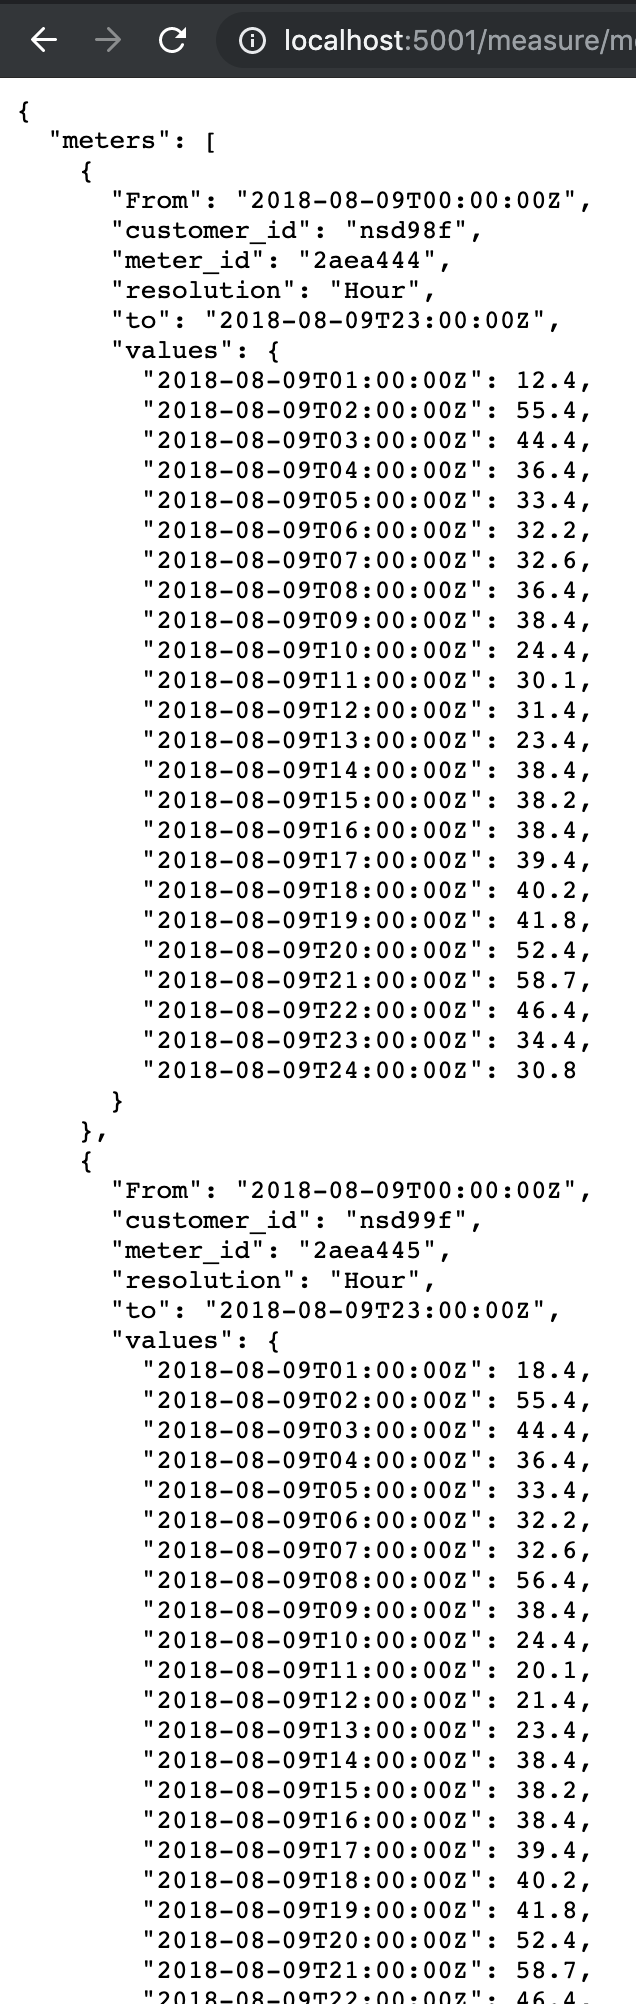 localhost:5001/measure/m
{
"meters": [
{
"From": "2018-08-09T00:00:00Z",
"customer_id": "nsd98f",
"meter_id": "2aea444",
"resolution": "Hour",
"to": "2018-08-09T23:00:00Z",
"values": {
"2018-08-09T01:00:00Z": 12.4,
"2018-08-09T02:00:00Z": 55.4,
"2018-08-09T03:00:00Z": 44.4,
"2018-08-09T04:00:00Z": 36.4,
"2018-08-09T05:00:00Z": 33.4,
"2018-08-09T06:00:00Z": 32.2,
"2018-08-09T07:00:00Z": 32.6,
"2018-08-09T08:00:00Z": 36.4,
"2018-08-09T09:00:00Z": 38.4,
"2018-08-09T10:00:00Z": 24.4,
"2018-08-09T11:00:00Z": 30.1,
"2018-08-09T12:00:00Z": 31.4,
"2018-08-09T13:00:00Z": 23.4,
"2018-08-09T14:00:00Z": 38.4,
"2018-08-09T15:00:00Z": 38.2,
"2018-08-09T16:00:00Z": 38.4,
"2018-08-09T17:00:00Z": 39.4,
"2018-08-09T18:00:00Z": 40.2,
"2018-08-09T19:00:00Z": 41.8,
"2018-08-09T20:00:00Z": 52.4,
"2018-08-09T21:00:00Z": 58.7,
"2018-08-09T22:00:00Z": 46.4,
"2018-08-09T23:00:00Z": 34.4,
"2018-08-09T24:00:00Z": 30.8
}
},
{
"From": "2018-08-09T00:00:00Z",
"customer_id": "nsd99f",
"meter_id": "2aea445",
"resolution": "Hour",
"to": "2018-08-09T23:00:00Z",
"values": {
"2018-08-09T01:00:00Z": 18.4,
"2018-08-09T02:00:00Z": 55.4,
"2018-08-09T03:00:00Z": 44.4,
"2018-08-09T04:00:00Z": 36.4,
"2018-08-09T05:00:00Z": 33.4,
"2018-08-09T06:00:00Z": 32.2,
"2018-08-09T07:00:00Z": 32.6,
"2018-08-09T08:00:00Z": 56.4,
"2018-08-09T09:00:00Z": 38.4,
"2018-08-09T10:00:00Z": 24.4,
"2018-08-09T11:00:00Z": 20.1,
"2018-08-09T12:00:00Z": 21.4,
"2018-08-09T13:00:00Z": 23.4,
"2018-08-09T14:00:00Z": 38.4,
"2018-08-09T15:00:00Z": 38.2,
"2018-08-09T16:00:00Z": 38.4,
"2018-08-09T17:00:00Z": 39.4,
"2018-08-09T18:00:00Z": 40.2,
"2018-08-09T19:00:00Z": 41.8,
"2018-08-09T20:00:00Z": 52.4,
"2018-08-09T21:00:00Z": 58.7,
"2018-08-09T22:00:00Z": 46.4